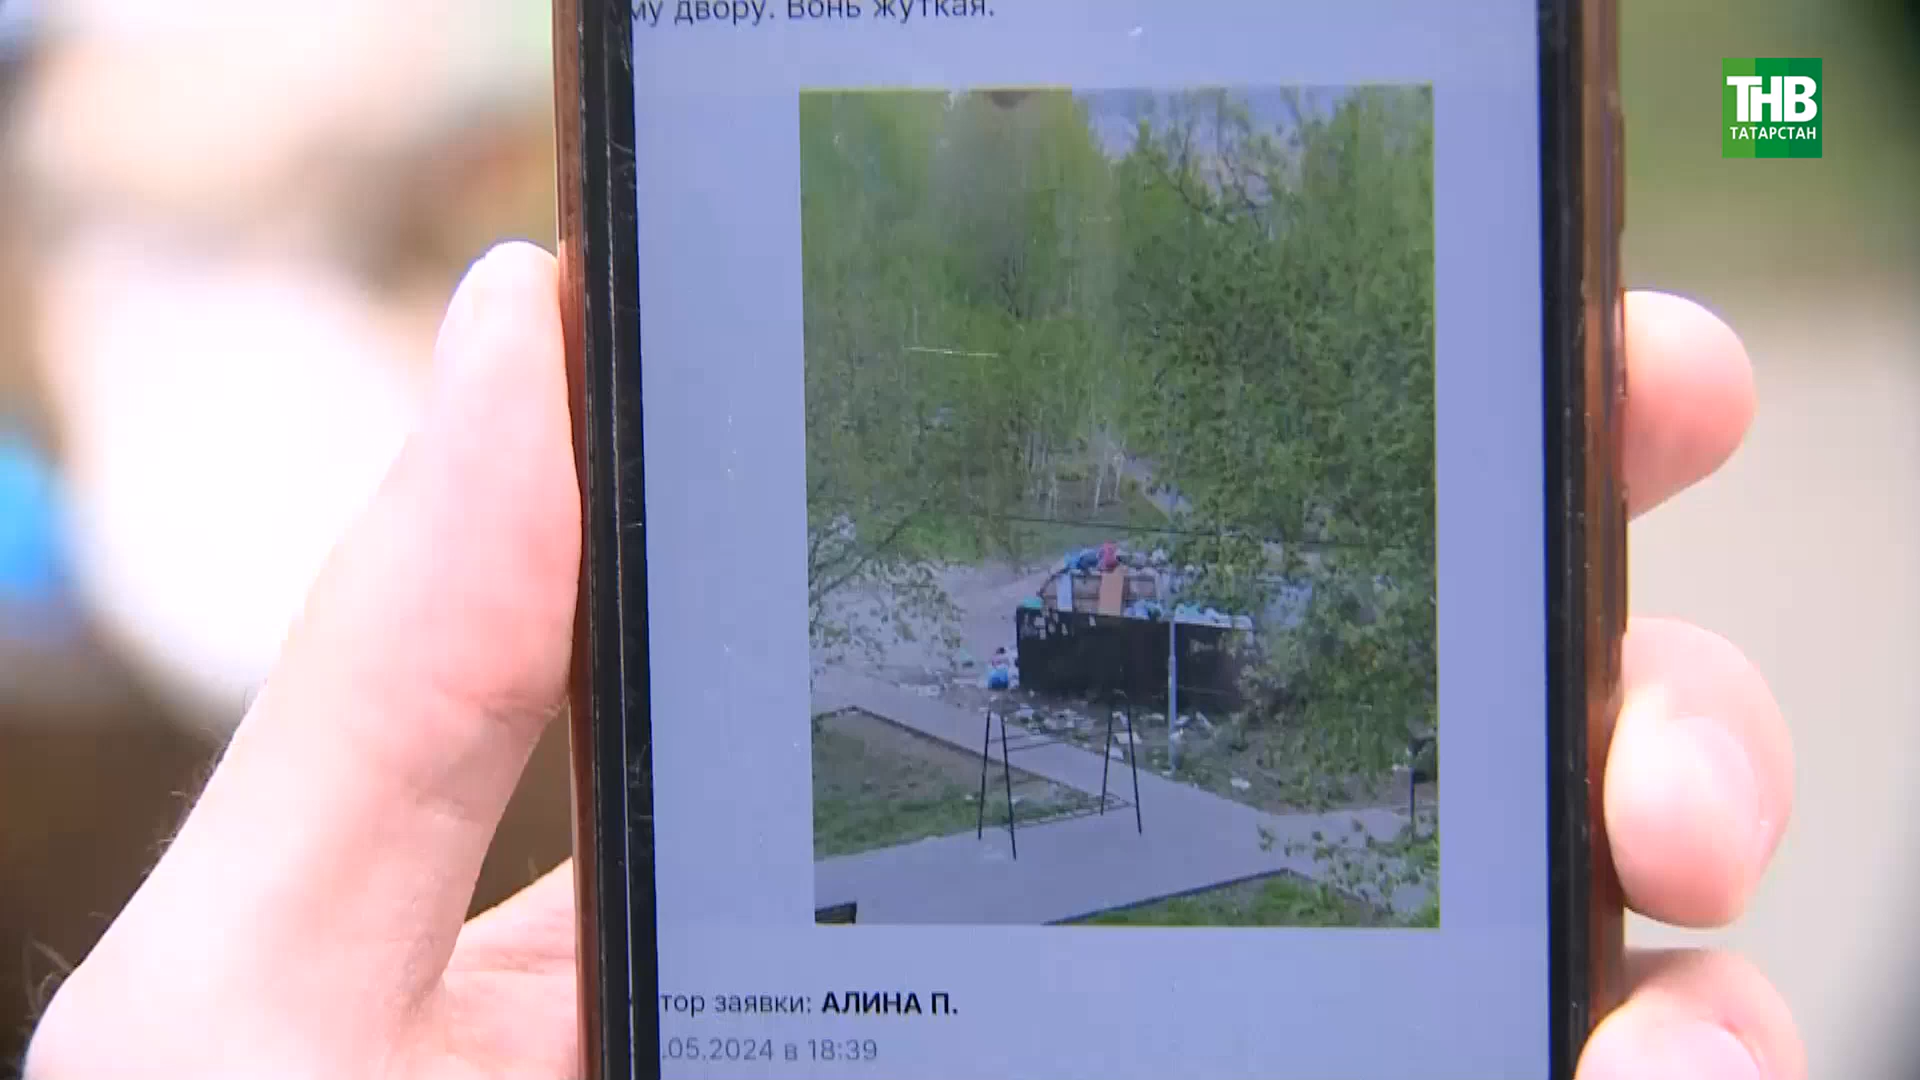 му двору. Вонь жуткая.
ТНВ
ТАТАРСТАН
тор заявки: АЛИНА П.
.05.2024 в 18:39